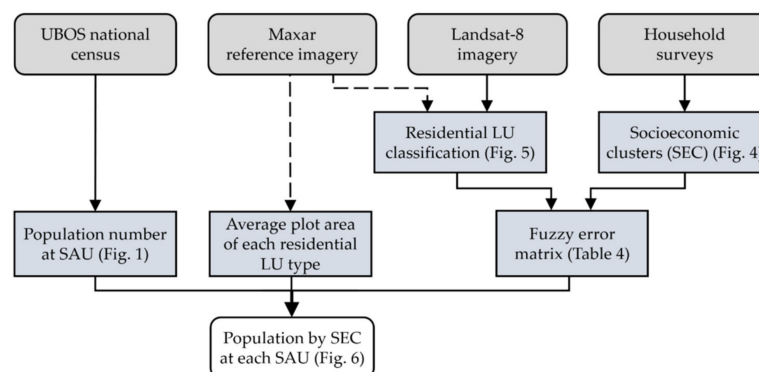 UBOS national
census
Maxar
reference imagery
Landsat-8
imagery
Household
surveys
Residential LU
classification (Fig. 5)
Socioeconomic
clusters (SEC) (Fig. 4)
Population number
at SAU (Fig. 1)
Average plot area
of each residential
LU type
Fuzzy error
matrix (Table 4)
Population by SEC
at each SAU (Fig. 6)